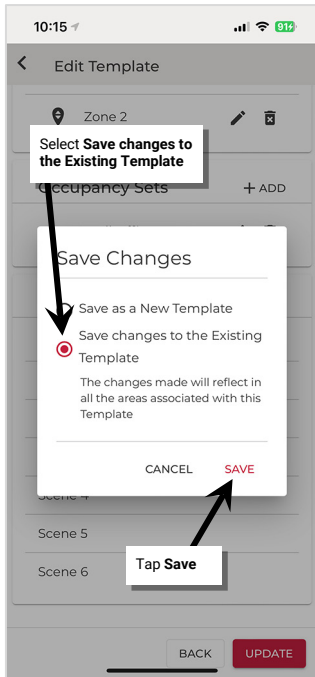 10:15
91
Edit Template
Zone 2
Select Save changes to
the Existing Template
Occupancy Sets
+ ADD
Save Changes
Save as a New Template
Save changes to the Existing
Template
The changes made will reflect in
all the areas associated with this
Template
CANCEL
SAVE
Scene 4
Scene 5
Tap Save
Scene 6
BACK
UPDATE